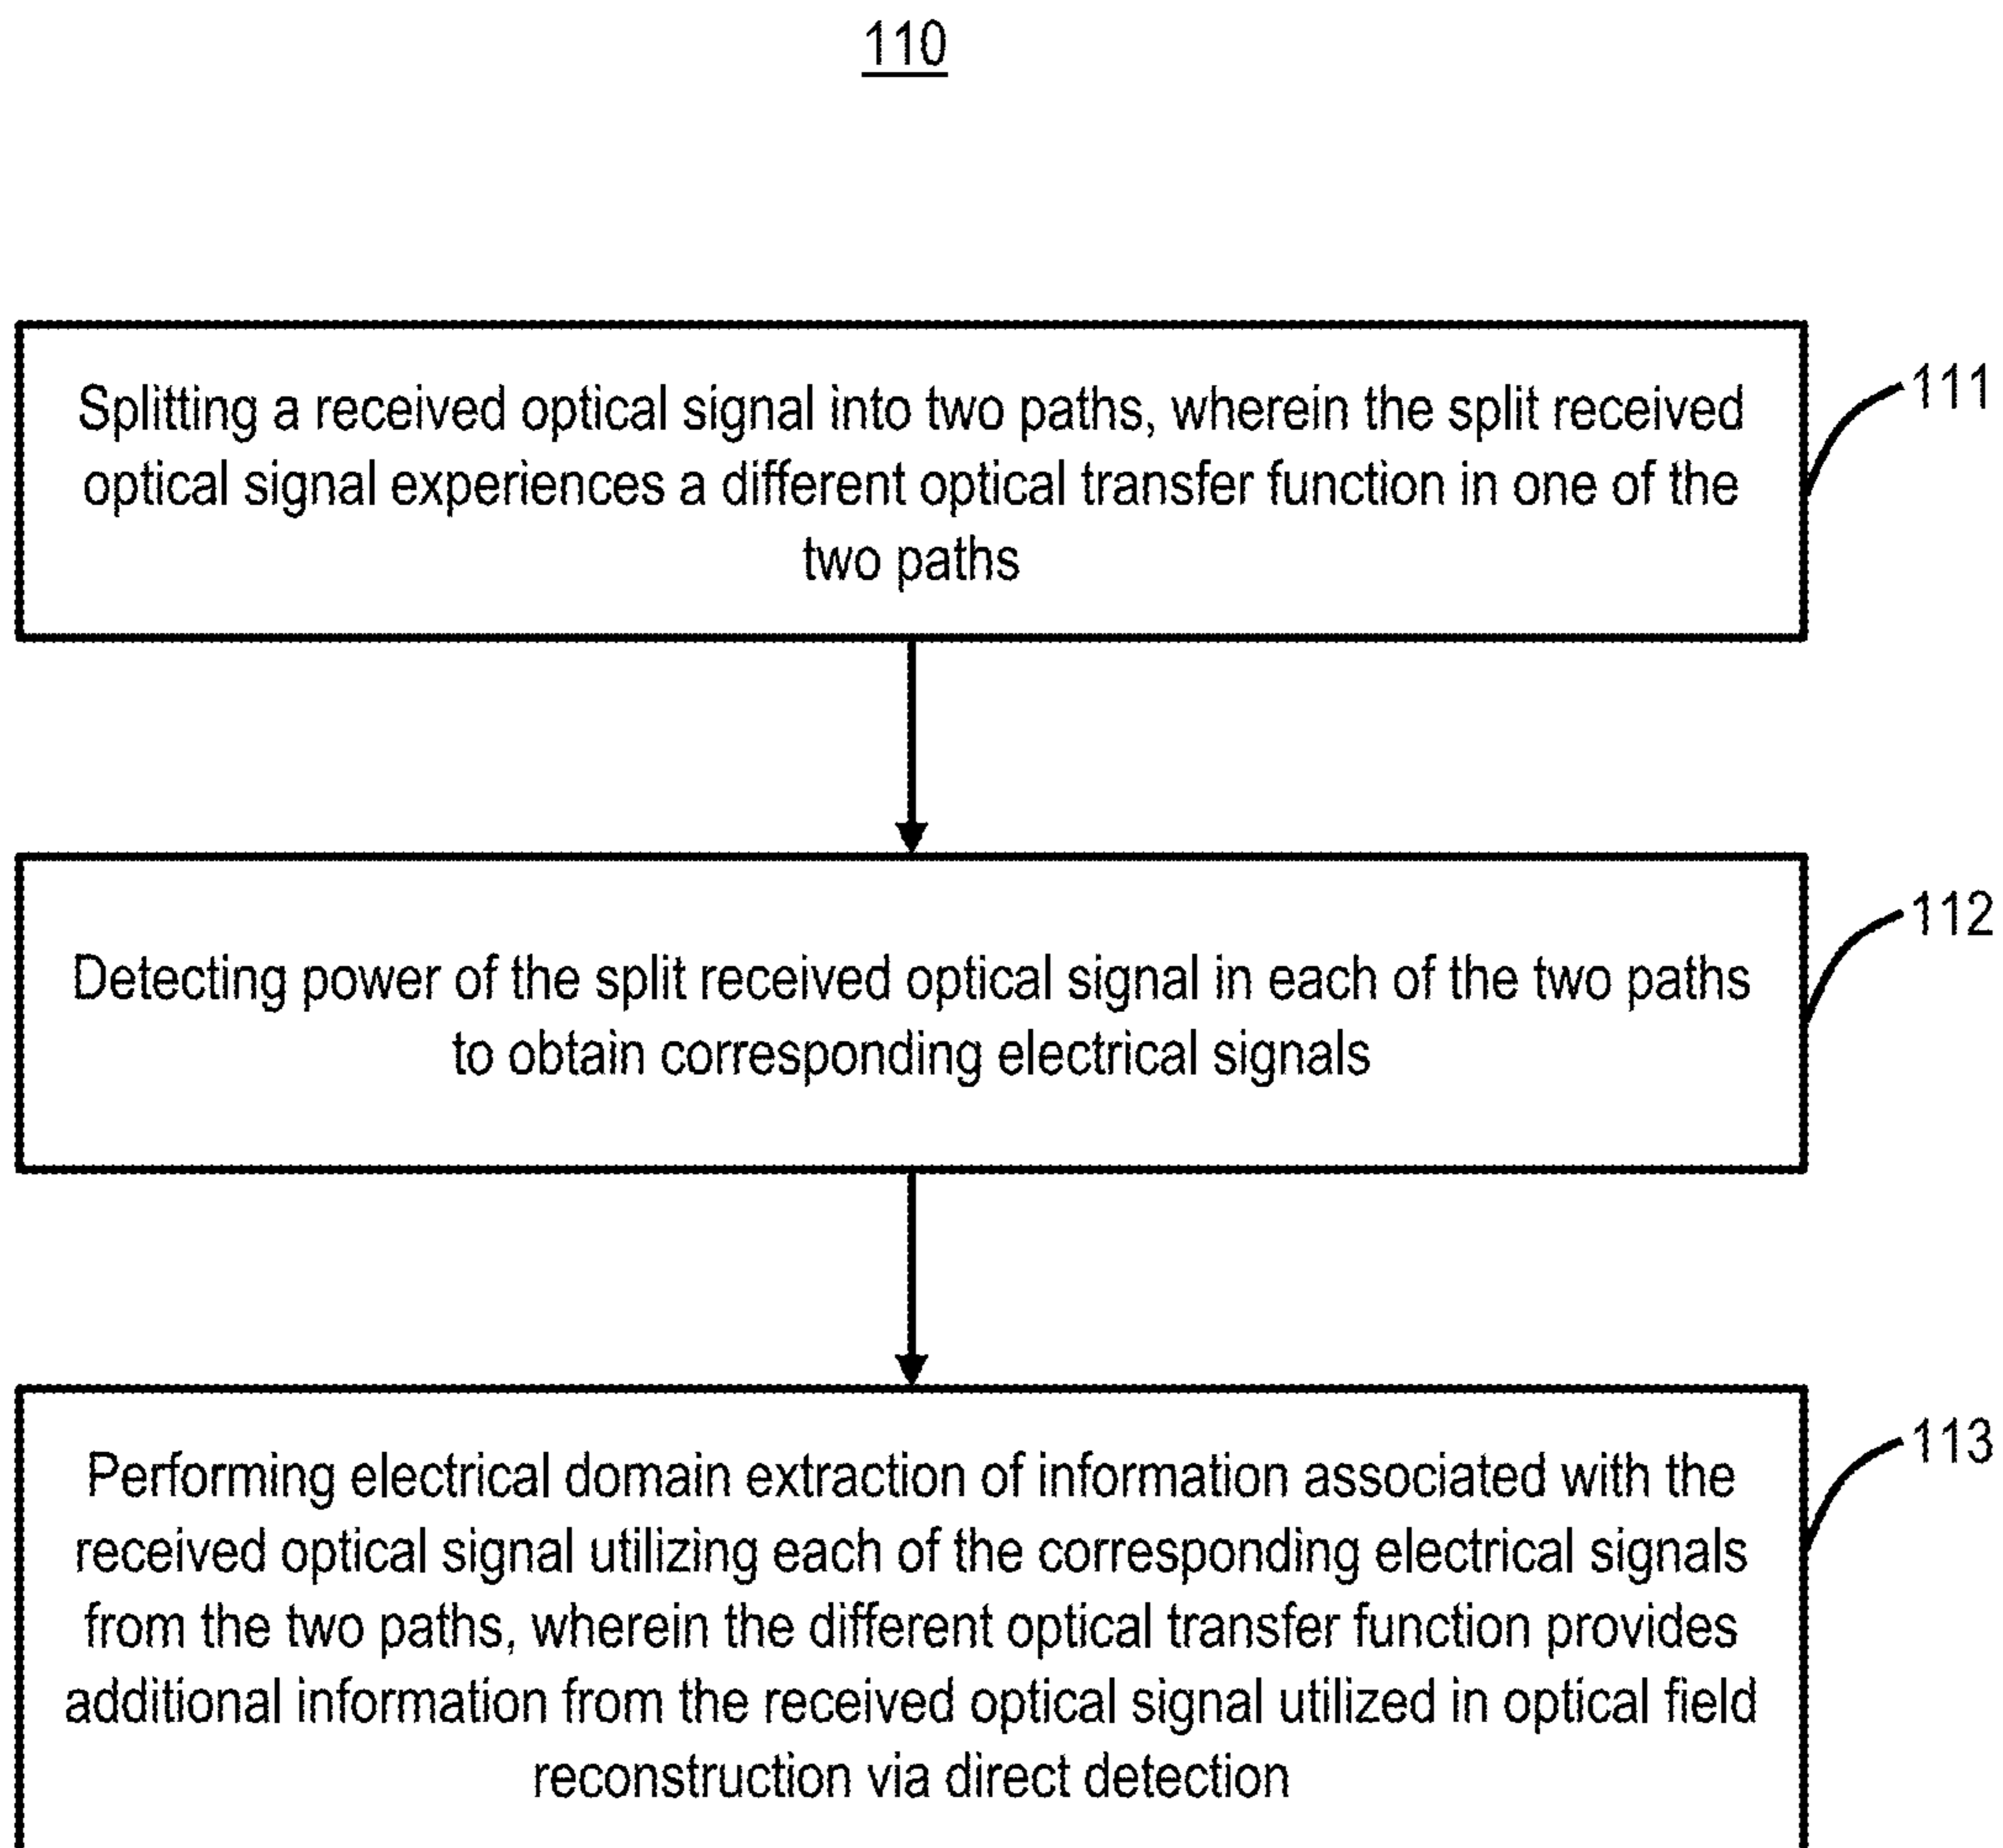 110
Splitting a received optical signal into two paths, wherein the split received
optical signal experiences a different optical transfer function in one of the
two paths
111
Detecting power of the split received optical signal in each of the two paths
to obtain corresponding electrical signals
112
Performing electrical domain extraction of information associated with the
received optical signal utilizing each of the corresponding electrical signals
from the two paths, wherein the different optical transfer function provides
additional information from the received optical signal utilized in optical field
reconstruction via direct detection
113